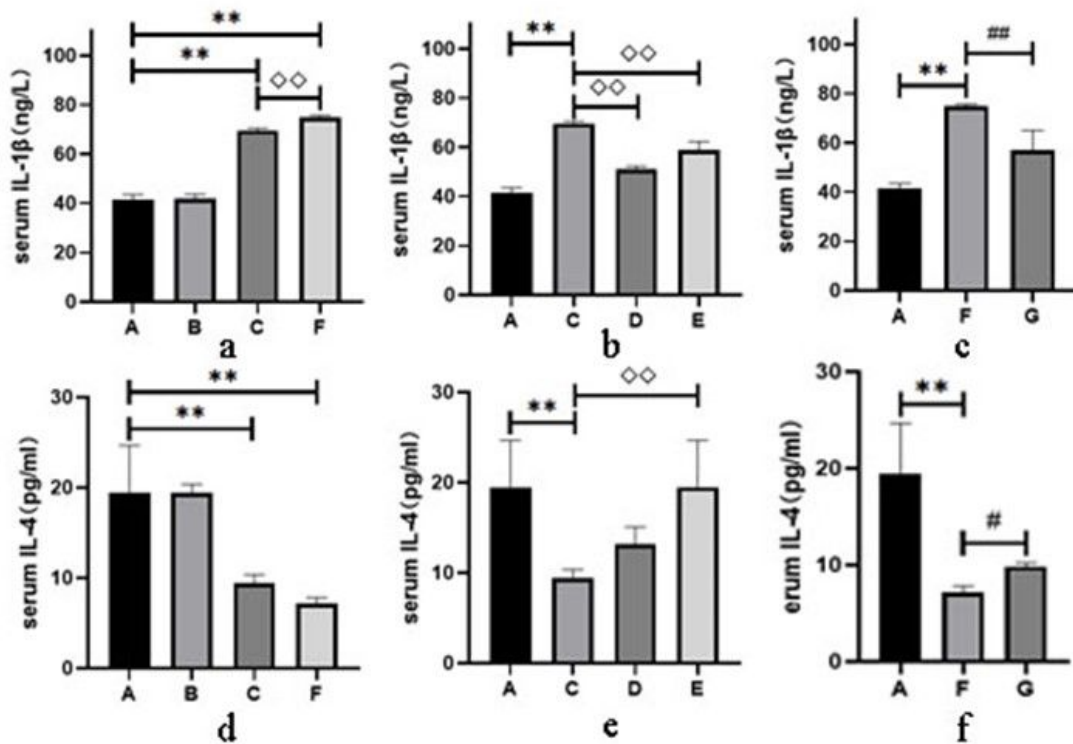 serum IL-1β(ng/L)
100
80
60
40
20
0
**
**
◇◇
A B C F
a
serum IL-1β(ng/L)
100
80
60
40
20
0
**
◇◇
◇◇
A C D E
b
serum IL-1β(ng/L)
100
80
60
40
20
0
##
**
A F G
c
serum IL-4(pg/ml)
30
20
10
0
**
**
A B C F
d
serum IL-4(pg/ml)
30
20
10
0
◇◇
**
A C D E
e
erum IL-4(pg/ml)
30
20
10
0
**
#
A F G
f